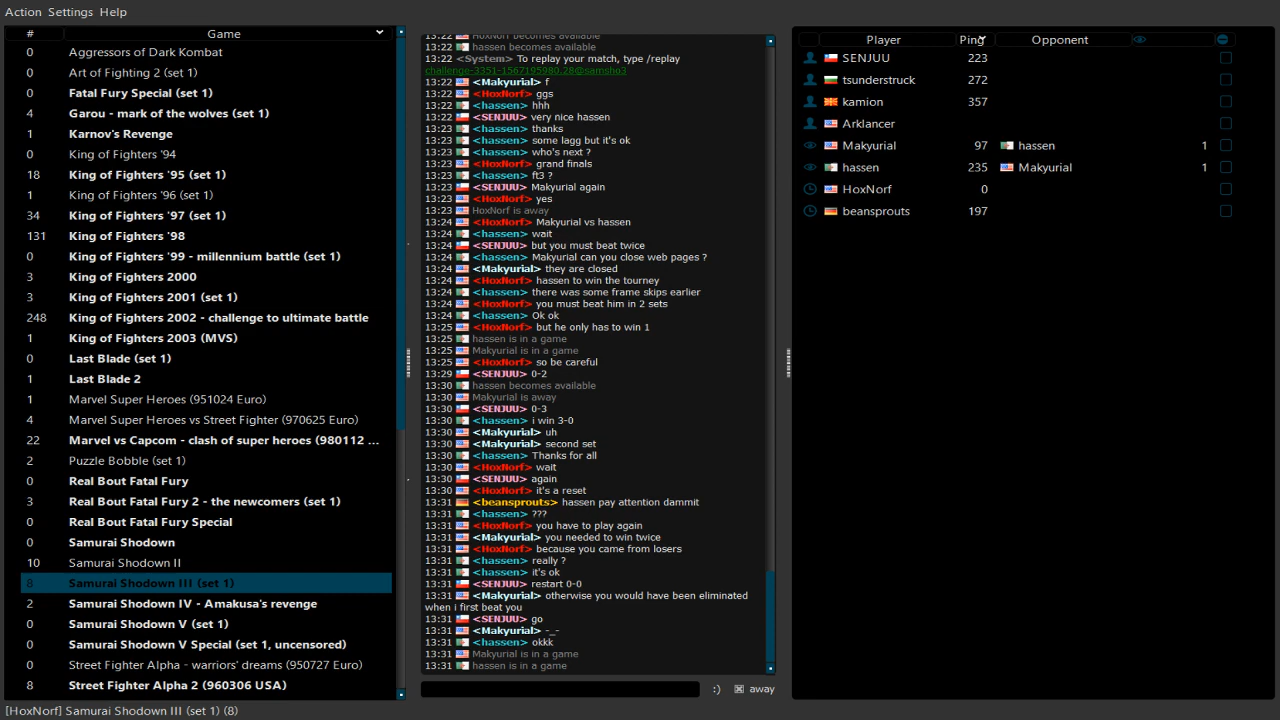 Action Settings Help
# Game
0 Aggressors of Dark Kombat
0 Art of Fighting 2 (set 1)
0 Fatal Fury Special (set 1)
4 Garou - mark of the wolves (set 1)
1 Karnov's Revenge
0 King of Fighters '94
18 King of Fighters '95 (set 1)
1 King of Fighters '96 (set 1)
34 King of Fighters '97 (set 1)
131 King of Fighters '98
0 King of Fighters '99 - millennium battle (set 1)
3 King of Fighters 2000
3 King of Fighters 2001 (set 1)
248 King of Fighters 2002 - challenge to ultimate battle
1 King of Fighters 2003 (MVS)
0 Last Blade (set 1)
1 Last Blade 2
1 Marvel Super Heroes (951024 Euro)
4 Marvel Super Heroes vs Street Fighter (970625 Euro)
22 Marvel vs Capcom - clash of super heroes (980112 ...
2 Puzzle Bobble (set 1)
0 Real Bout Fatal Fury
3 Real Bout Fatal Fury 2 - the newcomers (set 1)
0 Real Bout Fatal Fury Special
0 Samurai Shodown
10 Samurai Shodown II
8 Samurai Shodown III (set 1)
2 Samurai Shodown IV - Amakusa's revenge
0 Samurai Shodown V (set 1)
0 Samurai Shodown V Special (set 1, uncensored)
0 Street Fighter Alpha - warriors' dreams (950727 Euro)
8 Street Fighter Alpha 2 (960306 USA)
13:22 HoxNorf becomes available
13:22 hassen becomes available
13:22 <System> To replay your match, type /replay
challenge-3351-1567195980.28@samsho3
13:22 <Makyurial> f
13:22 <HoxNorf> ggs
13:22 <hassen> hhh
13:22 <SENJUU> very nice hassen
13:23 <hassen> thanks
13:23 <hassen> some lagg but it's ok
13:23 <hassen> who's next ?
13:23 <HoxNorf> grand finals
13:23 <hassen> ft3 ?
13:23 <SENJUU> Makyurial again
13:23 <HoxNorf> yes
13:23 HoxNorf is away
13:24 <HoxNorf> Makyurial vs hassen
13:24 <hassen> wait
13:24 <SENJUU> but you must beat twice
13:24 <hassen> Makyurial can you close web pages ?
13:24 <Makyurial> they are closed
13:24 <HoxNorf> hassen to win the tourney
13:24 <hassen> there was some frame skips earlier
13:24 <HoxNorf> you must beat him in 2 sets
13:24 <hassen> Ok ok
13:25 <HoxNorf> but he only has to win 1
13:25 hassen is in a game
13:25 Makyurial is in a game
13:25 <HoxNorf> so be careful
13:29 <SENJUU> 0-2
13:30 hassen becomes available
13:30 Makyurial is away
13:30 <SENJUU> 0-3
13:30 <hassen> i win 3-0
13:30 <Makyurial> uh
13:30 <Makyurial> second set
13:30 <hassen> Thanks for all
13:30 <HoxNorf> wait
13:30 <SENJUU> again
13:30 <HoxNorf> it's a reset
13:31 <beansprouts> hassen pay attention dammit
13:31 <hassen> ???
13:31 <HoxNorf> you have to play again
13:31 <Makyurial> you needed to win twice
13:31 <HoxNorf> because you came from losers
13:31 <hassen> really ?
13:31 <hassen> it's ok
13:31 <SENJUU> restart 0-0
13:31 <Makyurial> otherwise you would have been eliminated
when i first beat you
13:31 <SENJUU> go
13:31 <Makyurial> -_-
13:31 <hassen> okkk
13:31 Makyurial is in a game
13:31 hassen is in a game
:) away
Player Ping Opponent
SENJUU 223
tsunderstruck 272
kamion 357
Arklancer
Makyurial 97 hassen 1
hassen 235 Makyurial 1
HoxNorf 0
beansprouts 197
[HoxNorf] Samurai Shodown III (set 1) (8)